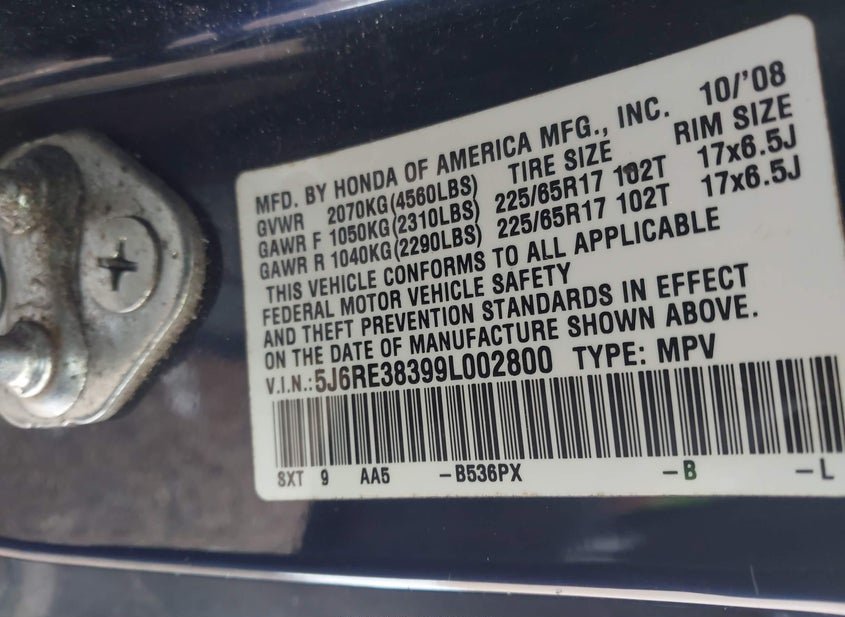 MFD. BY HONDA OF AMERICA MFG., INC. 10/'08
GVWR 2070KG(4560LBS) TIRE SIZE RIM SIZE
GAWR F 1050KG(2310LBS) 225/65R17 102T 17x6.5J
GAWR R 1040KG(2290LBS) 225/65R17 102T 17x6.5J
THIS VEHICLE CONFORMS TO ALL APPLICABLE
FEDERAL MOTOR VEHICLE SAFETY
AND THEFT PREVENTION STANDARDS IN EFFECT
ON THE DATE OF MANUFACTURE SHOWN ABOVE.
V.I.N.:5J6RE38399L002800 TYPE: MPV
SXT 9 AA5 -B536PX -B -L